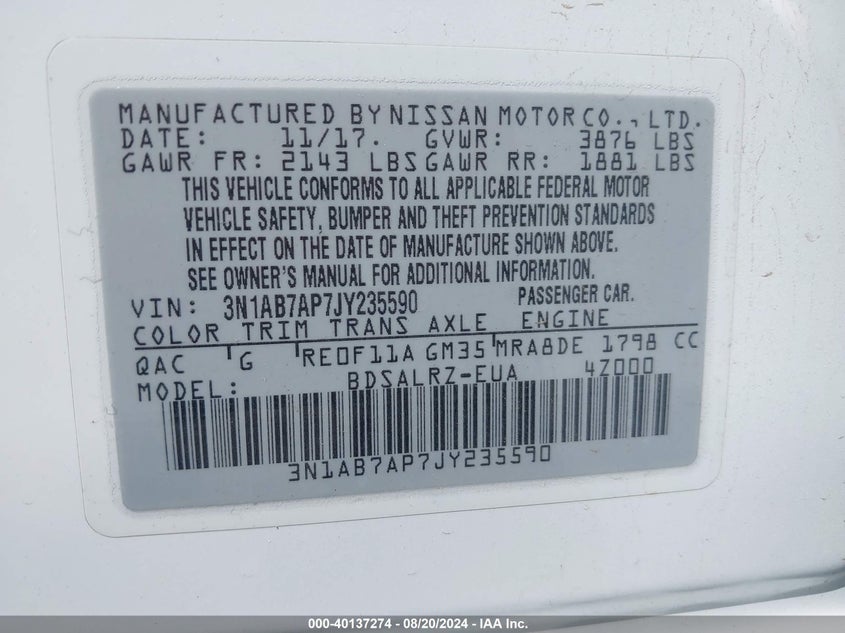 MANUFACTURED BY NISSAN MOTOR CO., LTD.
DATE: 11/17. GVWR: 3876 LBS
GAWR FR: 2143 LBS GAWR RR: 1881 LBS
THIS VEHICLE CONFORMS TO ALL APPLICABLE FEDERAL MOTOR
VEHICLE SAFETY, BUMPER AND THEFT PREVENTION STANDARDS
IN EFFECT ON THE DATE OF MANUFACTURE SHOWN ABOVE.
SEE OWNER'S MANUAL FOR ADDITIONAL INFORMATION.
VIN: 3N1AB7AP7JY235590 PASSENGER CAR.
COLOR TRIM TRANS AXLE ENGINE
QAC G RE0F11A GM35 MRA8DE 1798 CC
MODEL: BDSALRZ-EUA 4Z000
3N1AB7AP7JY235590
000-40137274 | 08/20/2024 - IAA Inc.